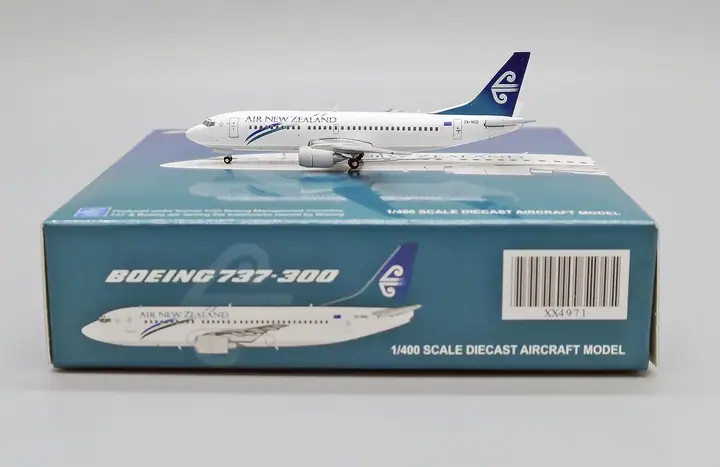 AIR NEW ZEALAND
1/400 SCALE DIECAST AIRCRAFT MODEL
BOEING 737-300
AIR NEW ZEALAND
XX4971
1/400 SCALE DIECAST AIRCRAFT MODEL